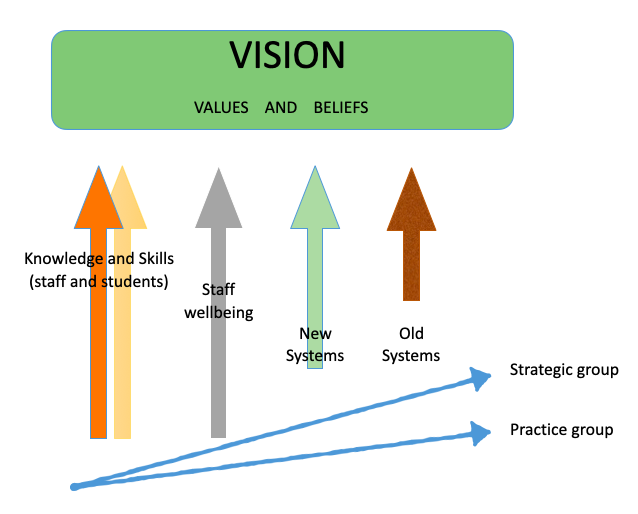 VISION
VALUES AND BELIEFS
Knowledge and Skills
(staff and students)
Staff
wellbeing
New
Systems
Old
Systems
Strategic group
Practice group